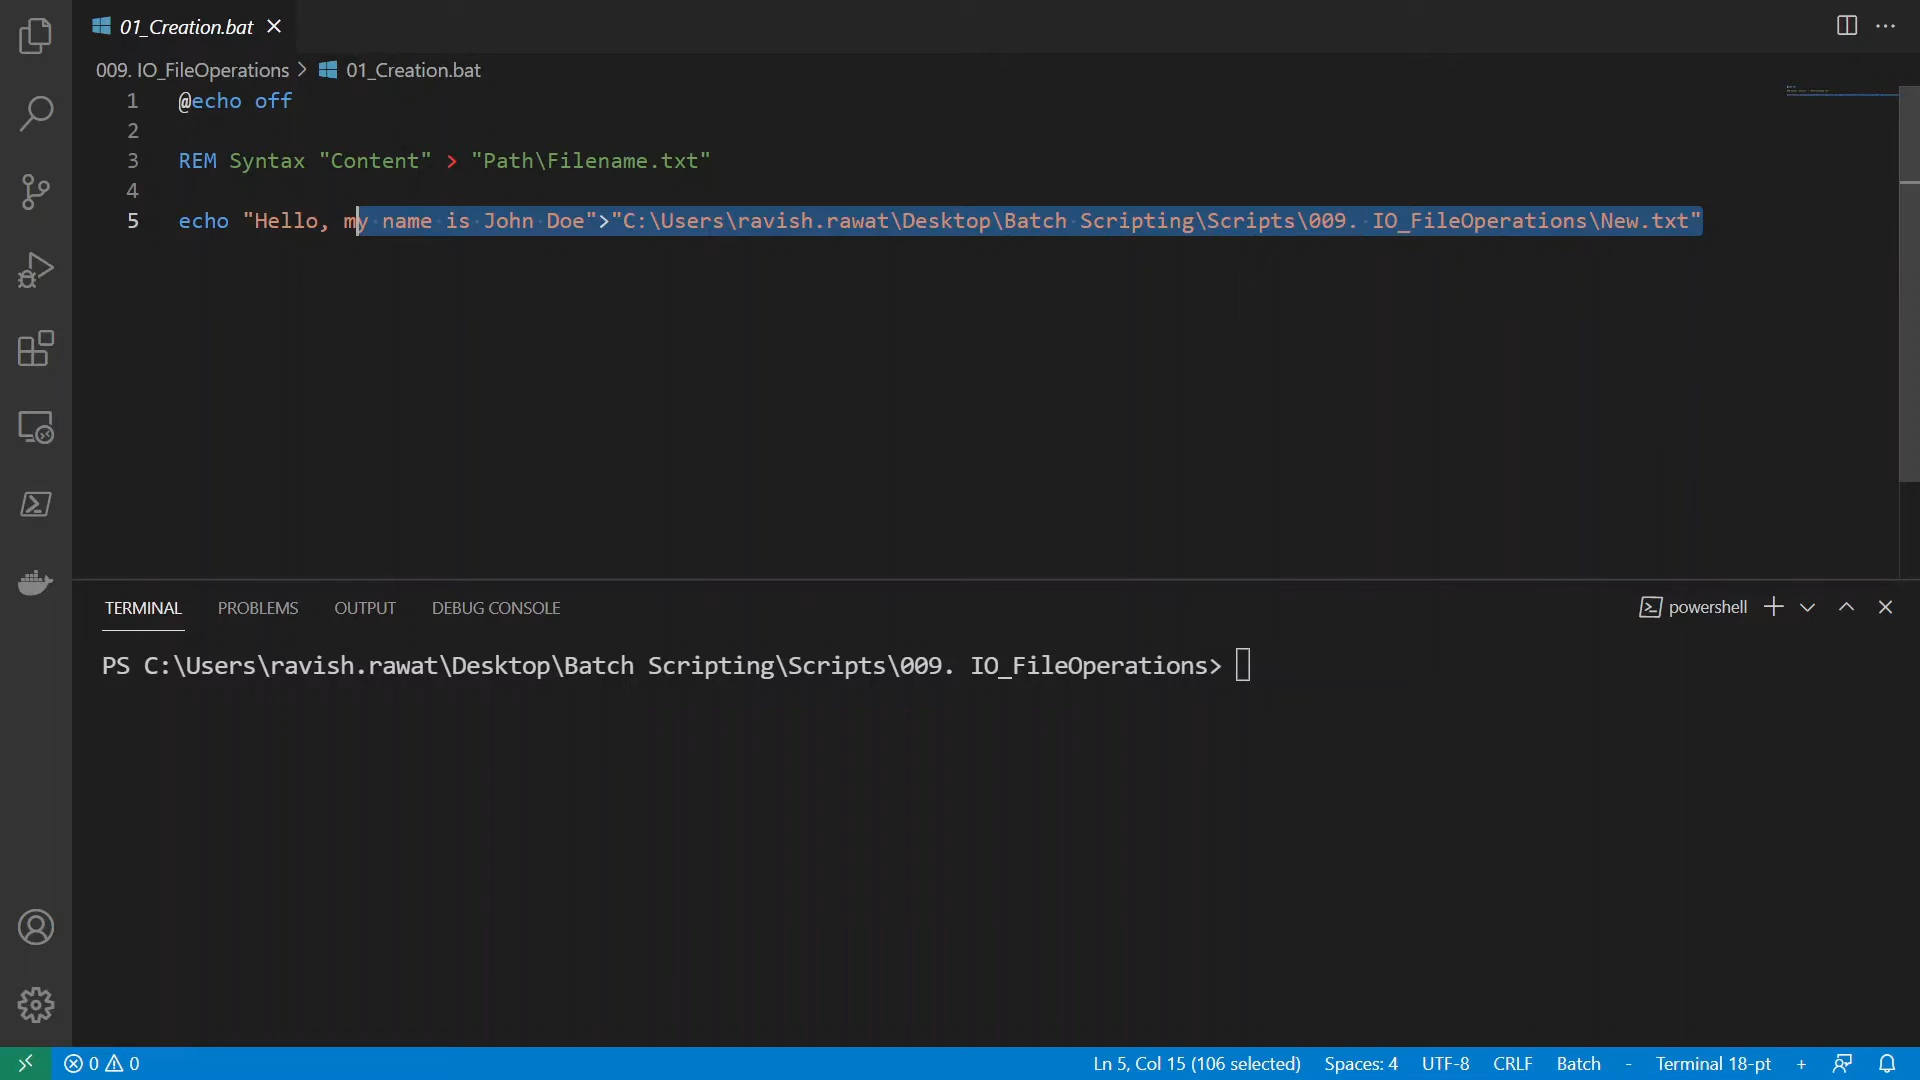 01_Creation.bat
009. IO_FileOperations > 01_Creation.bat
1 @echo off
2
3 REM Syntax "Content" > "Path\Filename.txt"
4
5 echo "Hello, my name is John Doe">"C:\Users\ravish.rawat\Desktop\Batch Scripting\Scripts\009. IO_FileOperations\New.txt"
TERMINAL PROBLEMS OUTPUT DEBUG CONSOLE powershell
PS C:\Users\ravish.rawat\Desktop\Batch Scripting\Scripts\009. IO_FileOperations>
0 0 Ln 5, Col 15 (106 selected) Spaces: 4 UTF-8 CRLF Batch - Terminal 18-pt +